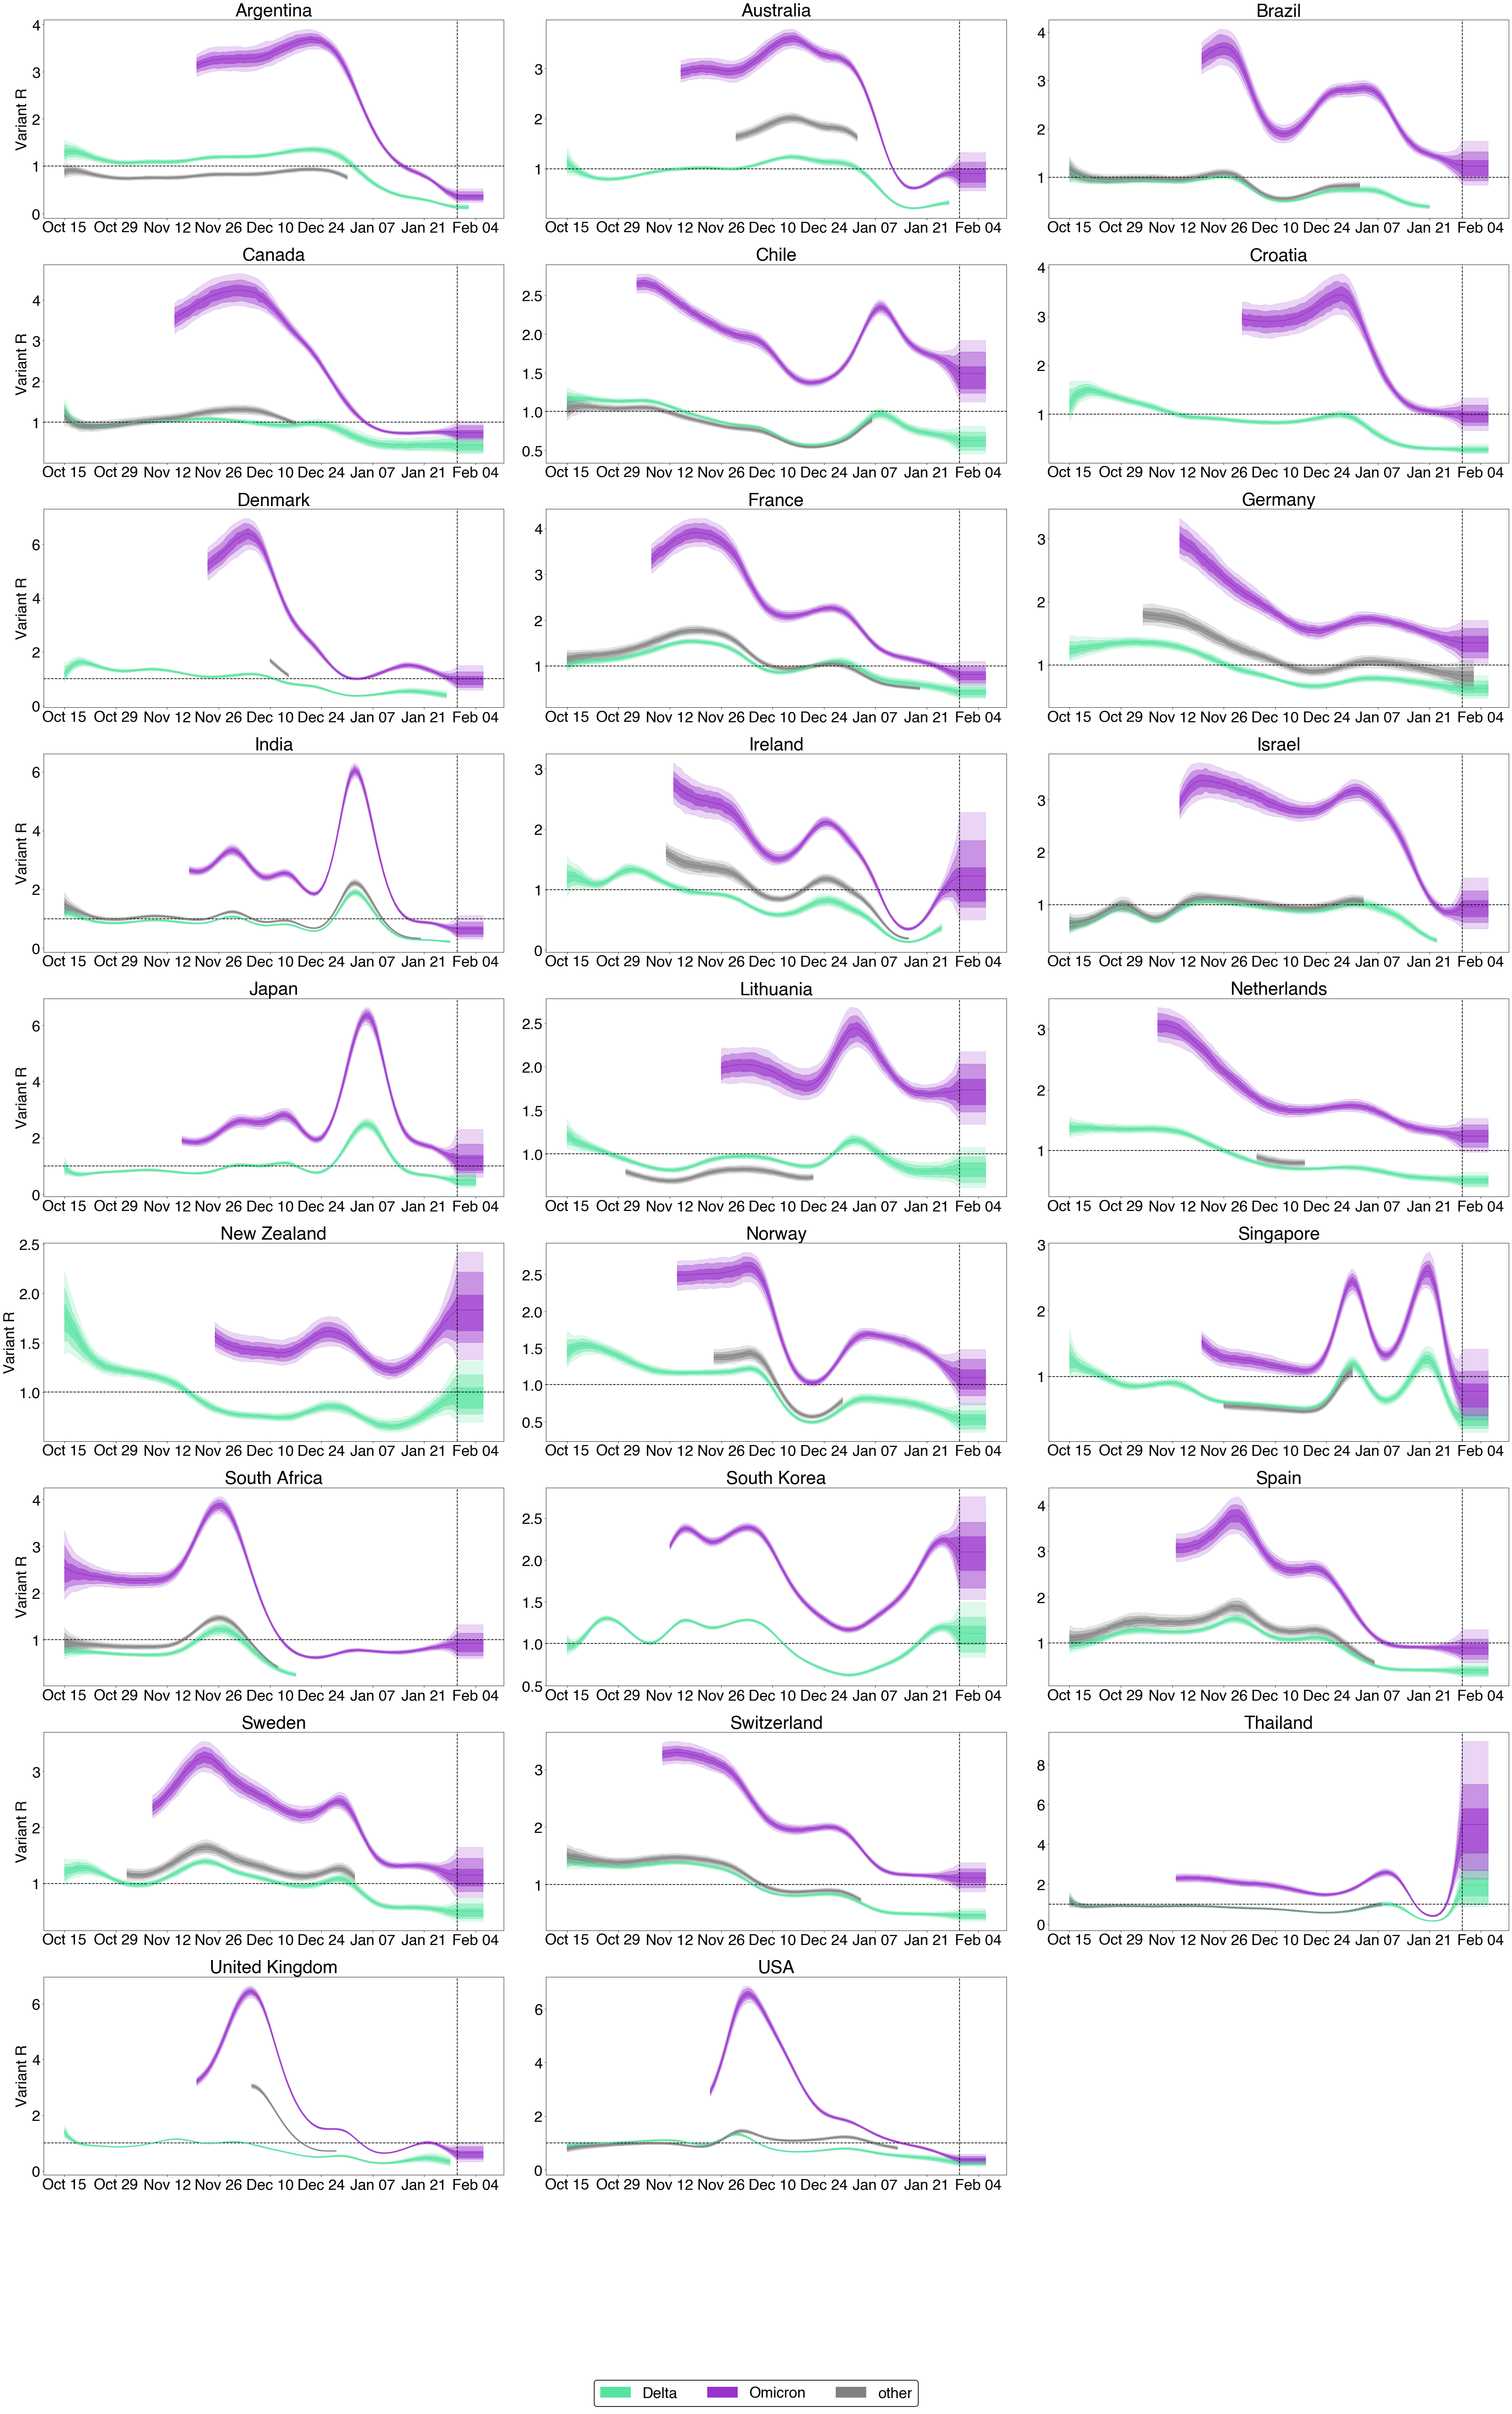 Argentina
Variant R
4
3
2
1
0
Oct 15 Oct 29 Nov 12 Nov 26 Dec 10 Dec 24 Jan 07 Jan 21 Feb 04
Australia
3
2
1
Oct 15 Oct 29 Nov 12 Nov 26 Dec 10 Dec 24 Jan 07 Jan 21 Feb 04
Brazil
4
3
2
1
Oct 15 Oct 29 Nov 12 Nov 26 Dec 10 Dec 24 Jan 07 Jan 21 Feb 04
Canada
Variant R
4
3
2
1
Oct 15 Oct 29 Nov 12 Nov 26 Dec 10 Dec 24 Jan 07 Jan 21 Feb 04
Chile
2.5
2.0
1.5
1.0
0.5
Oct 15 Oct 29 Nov 12 Nov 26 Dec 10 Dec 24 Jan 07 Jan 21 Feb 04
Croatia
4
3
2
1
Oct 15 Oct 29 Nov 12 Nov 26 Dec 10 Dec 24 Jan 07 Jan 21 Feb 04
Denmark
Variant R
6
4
2
0
Oct 15 Oct 29 Nov 12 Nov 26 Dec 10 Dec 24 Jan 07 Jan 21 Feb 04
France
4
3
2
1
Oct 15 Oct 29 Nov 12 Nov 26 Dec 10 Dec 24 Jan 07 Jan 21 Feb 04
Germany
3
2
1
Oct 15 Oct 29 Nov 12 Nov 26 Dec 10 Dec 24 Jan 07 Jan 21 Feb 04
India
Variant R
6
4
2
0
Oct 15 Oct 29 Nov 12 Nov 26 Dec 10 Dec 24 Jan 07 Jan 21 Feb 04
Ireland
3
2
1
0
Oct 15 Oct 29 Nov 12 Nov 26 Dec 10 Dec 24 Jan 07 Jan 21 Feb 04
Israel
3
2
1
Oct 15 Oct 29 Nov 12 Nov 26 Dec 10 Dec 24 Jan 07 Jan 21 Feb 04
Japan
Variant R
6
4
2
0
Oct 15 Oct 29 Nov 12 Nov 26 Dec 10 Dec 24 Jan 07 Jan 21 Feb 04
Lithuania
2.5
2.0
1.5
1.0
Oct 15 Oct 29 Nov 12 Nov 26 Dec 10 Dec 24 Jan 07 Jan 21 Feb 04
Netherlands
3
2
1
Oct 15 Oct 29 Nov 12 Nov 26 Dec 10 Dec 24 Jan 07 Jan 21 Feb 04
New Zealand
Variant R
2.5
2.0
1.5
1.0
Oct 15 Oct 29 Nov 12 Nov 26 Dec 10 Dec 24 Jan 07 Jan 21 Feb 04
Norway
2.5
2.0
1.5
1.0
0.5
Oct 15 Oct 29 Nov 12 Nov 26 Dec 10 Dec 24 Jan 07 Jan 21 Feb 04
Singapore
3
2
1
Oct 15 Oct 29 Nov 12 Nov 26 Dec 10 Dec 24 Jan 07 Jan 21 Feb 04
South Africa
Variant R
4
3
2
1
Oct 15 Oct 29 Nov 12 Nov 26 Dec 10 Dec 24 Jan 07 Jan 21 Feb 04
South Korea
2.5
2.0
1.5
1.0
0.5
Oct 15 Oct 29 Nov 12 Nov 26 Dec 10 Dec 24 Jan 07 Jan 21 Feb 04
Spain
4
3
2
1
Oct 15 Oct 29 Nov 12 Nov 26 Dec 10 Dec 24 Jan 07 Jan 21 Feb 04
Sweden
Variant R
3
2
1
Oct 15 Oct 29 Nov 12 Nov 26 Dec 10 Dec 24 Jan 07 Jan 21 Feb 04
Switzerland
3
2
1
Oct 15 Oct 29 Nov 12 Nov 26 Dec 10 Dec 24 Jan 07 Jan 21 Feb 04
Thailand
8
6
4
2
0
Oct 15 Oct 29 Nov 12 Nov 26 Dec 10 Dec 24 Jan 07 Jan 21 Feb 04
United Kingdom
Variant R
6
4
2
0
Oct 15 Oct 29 Nov 12 Nov 26 Dec 10 Dec 24 Jan 07 Jan 21 Feb 04
USA
6
4
2
0
Oct 15 Oct 29 Nov 12 Nov 26 Dec 10 Dec 24 Jan 07 Jan 21 Feb 04
Delta Omicron other